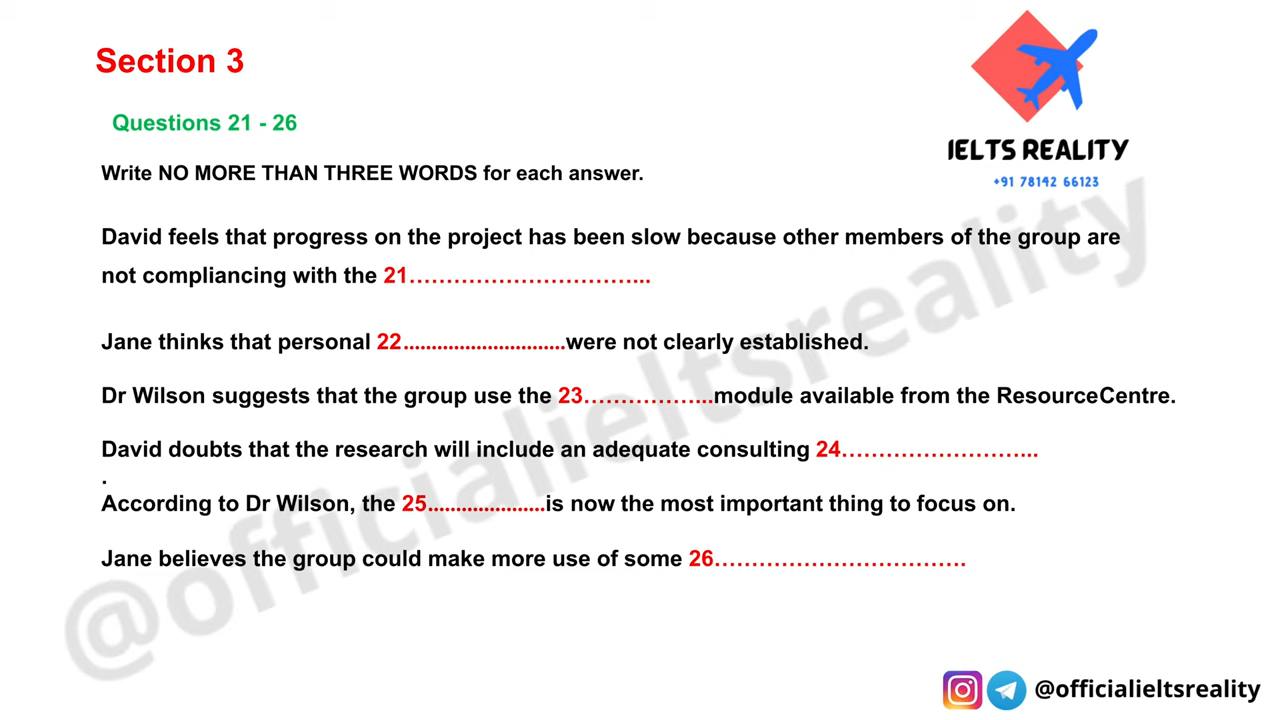 Section 3
IELTS REALITY
+91 78142 66123
Questions 21 - 26
Write NO MORE THAN THREE WORDS for each answer.
David feels that progress on the project has been slow because other members of the group are
not compliancing with the 21…………………………...
Jane thinks that personal 22.............................were not clearly established.
Dr Wilson suggests that the group use the 23……………...module available from the ResourceCentre.
David doubts that the research will include an adequate consulting 24……………………...
.
According to Dr Wilson, the 25.....................is now the most important thing to focus on.
Jane believes the group could make more use of some 26…………………………….
@officialieltsreality
@officialieltsreality